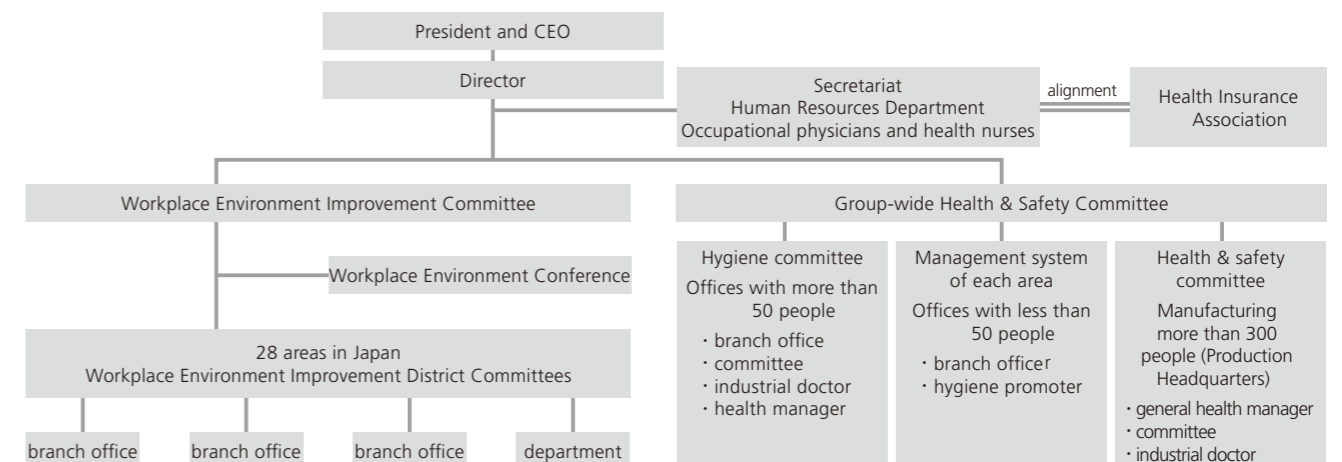 President and CEO
Director
Secretariat
Human Resources Department
Occupational physicians and health nurses
alignment
Health Insurance
Association
Workplace Environment Improvement Committee
Group-wide Health & Safety Committee
Workplace Environment Conference
28 areas in Japan
Workplace Environment Improvement District Committees
branch office
branch office
branch office
department
Hygiene committee
Offices with more than
50 people
・branch office
・committee
・industrial doctor
・health manager
Management system
of each area
Offices with less than
50 people
・branch officer
・hygiene promoter
Health & safety
committee
Manufacturing
more than 300
people (Production
Headquarters)
・general health manager
・committee
・industrial doctor